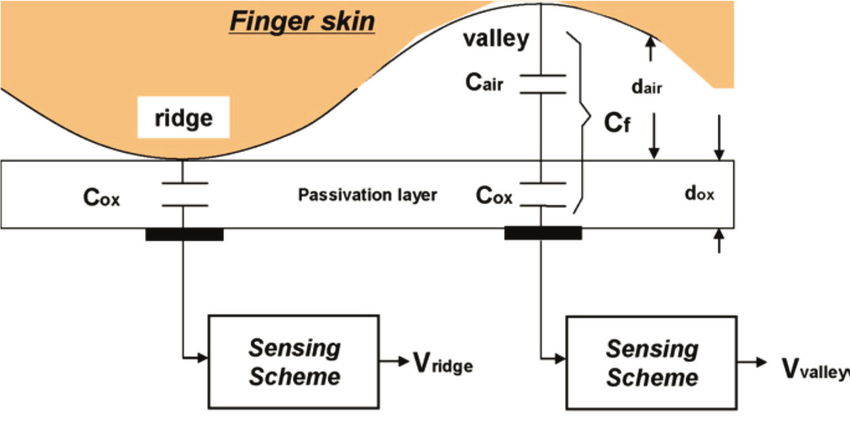 Finger skin
valley
Cair
dair
ridge
Cf
Cox
Passivation layer
Cox
dox
Sensing
Scheme
Vridge
Sensing
Scheme
Vvalley